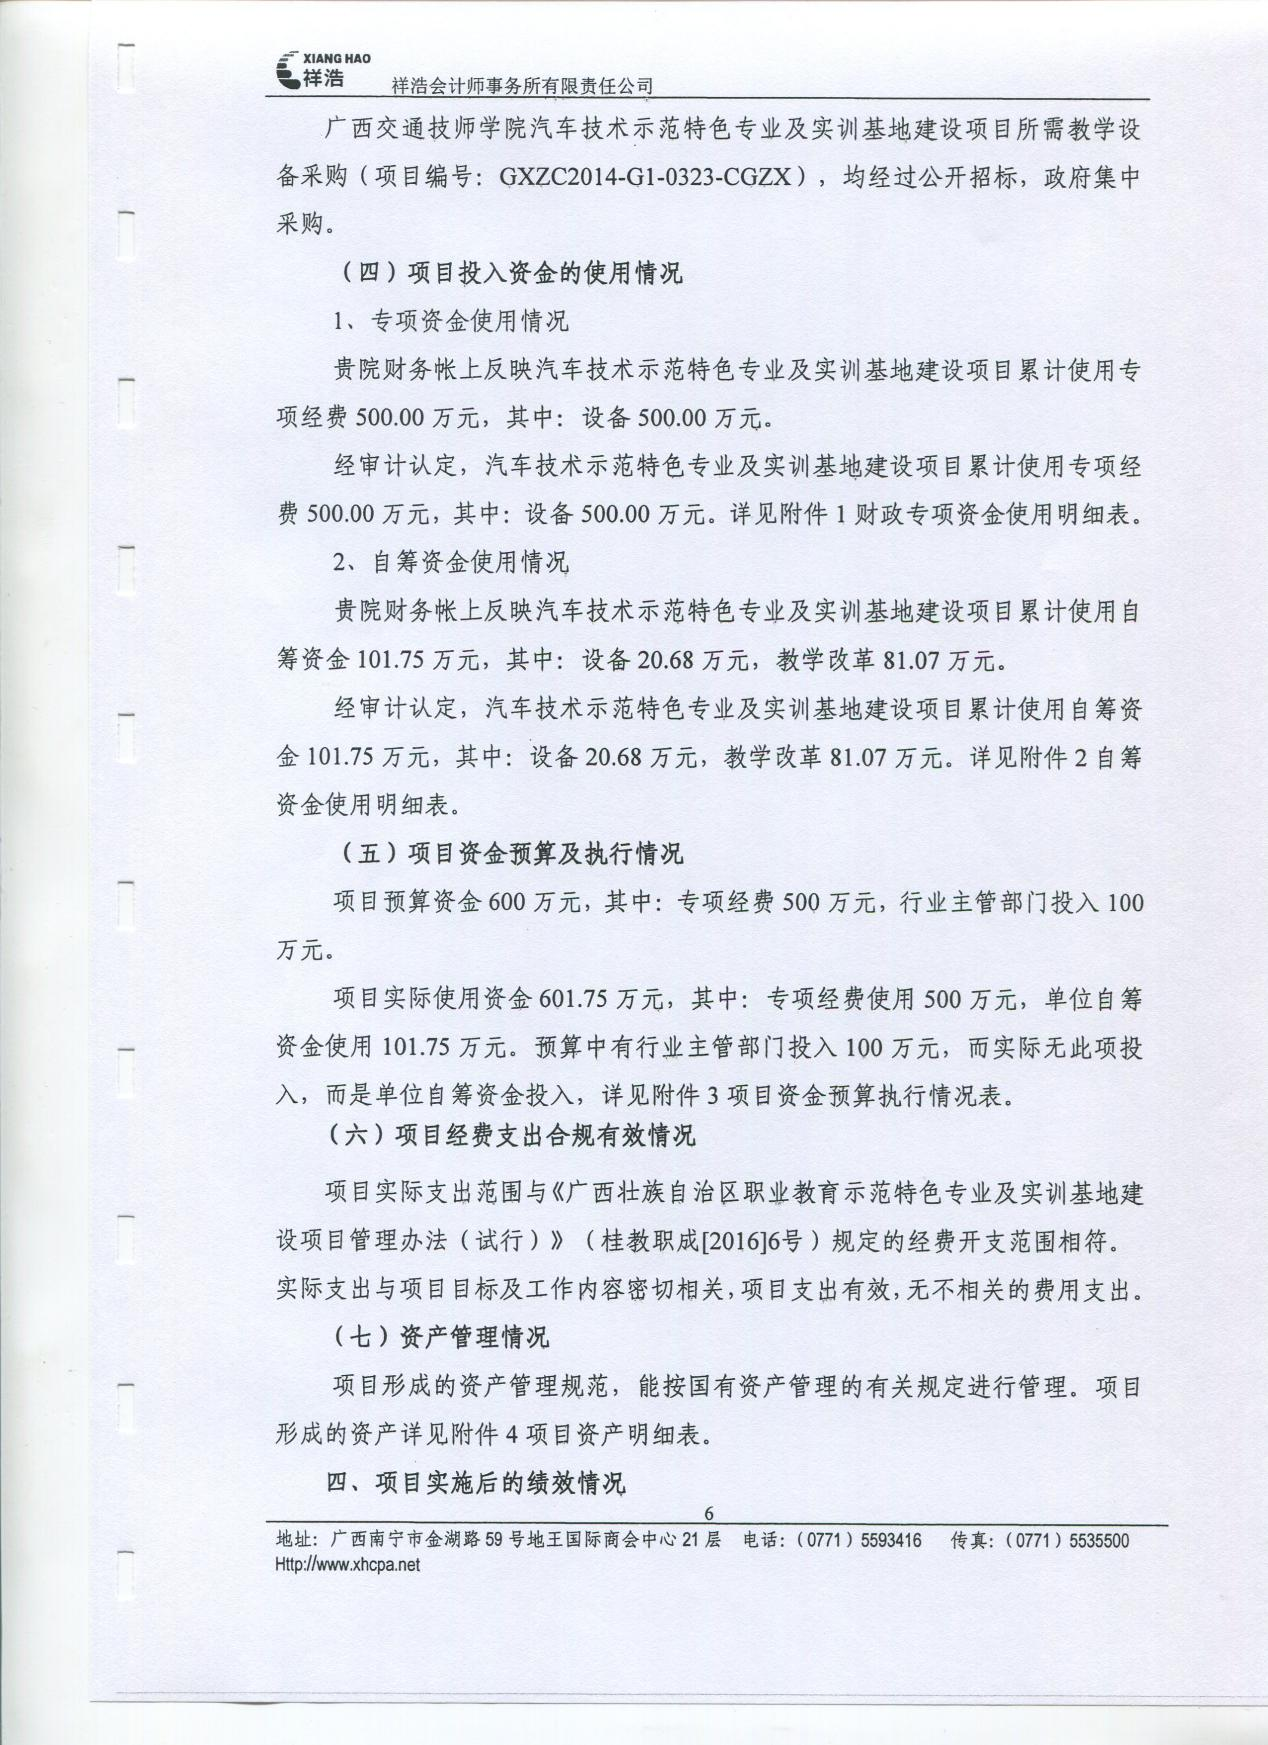 XIANG HAO
祥浩
祥浩会计师事务所有限责任公司
广西交通技师学院汽车技术示范特色专业及实训基地建设项目所需教学设
备采购（项目编号：GXZC2014-G1-0323-CGZX），均经过公开招标，政府集中
采购。
（四）项目投入资金的使用情况
1、专项资金使用情况
贵院财务帐上反映汽车技术示范特色专业及实训基地建设项目累计使用专
项经费 500.00 万元，其中：设备 500.00 万元。
经审计认定，汽车技术示范特色专业及实训基地建设项目累计使用专项经
费 500.00 万元，其中：设备 500.00 万元。详见附件 1 财政专项资金使用明细表。
2、自筹资金使用情况
贵院财务帐上反映汽车技术示范特色专业及实训基地建设项目累计使用自
筹资金 101.75 万元，其中：设备 20.68 万元，教学改革 81.07 万元。
经审计认定，汽车技术示范特色专业及实训基地建设项目累计使用自筹资
金 101.75 万元，其中：设备 20.68 万元，教学改革 81.07 万元。详见附件 2 自筹
资金使用明细表。
（五）项目资金预算及执行情况
项目预算资金 600 万元，其中：专项经费 500 万元，行业主管部门投入 100
万元。
项目实际使用资金 601.75 万元，其中：专项经费使用 500 万元，单位自筹
资金使用 101.75 万元。预算中有行业主管部门投入 100 万元，而实际无此项投
入，而是单位自筹资金投入，详见附件 3 项目资金预算执行情况表。
（六）项目经费支出合规有效情况
项目实际支出范围与《广西壮族自治区职业教育示范特色专业及实训基地建
设项目管理办法（试行）》（桂教职成[2016]6号）规定的经费开支范围相符。
实际支出与项目目标及工作内容密切相关，项目支出有效，无不相关的费用支出。
（七）资产管理情况
项目形成的资产管理规范，能按国有资产管理的有关规定进行管理。项目
形成的资产详见附件 4 项目资产明细表。
四、项目实施后的绩效情况
6
地址：广西南宁市金湖路 59 号地王国际商会中心 21 层 电话：（0771）5593416 传真：（0771）5535500
Http://www.xhcpa.net